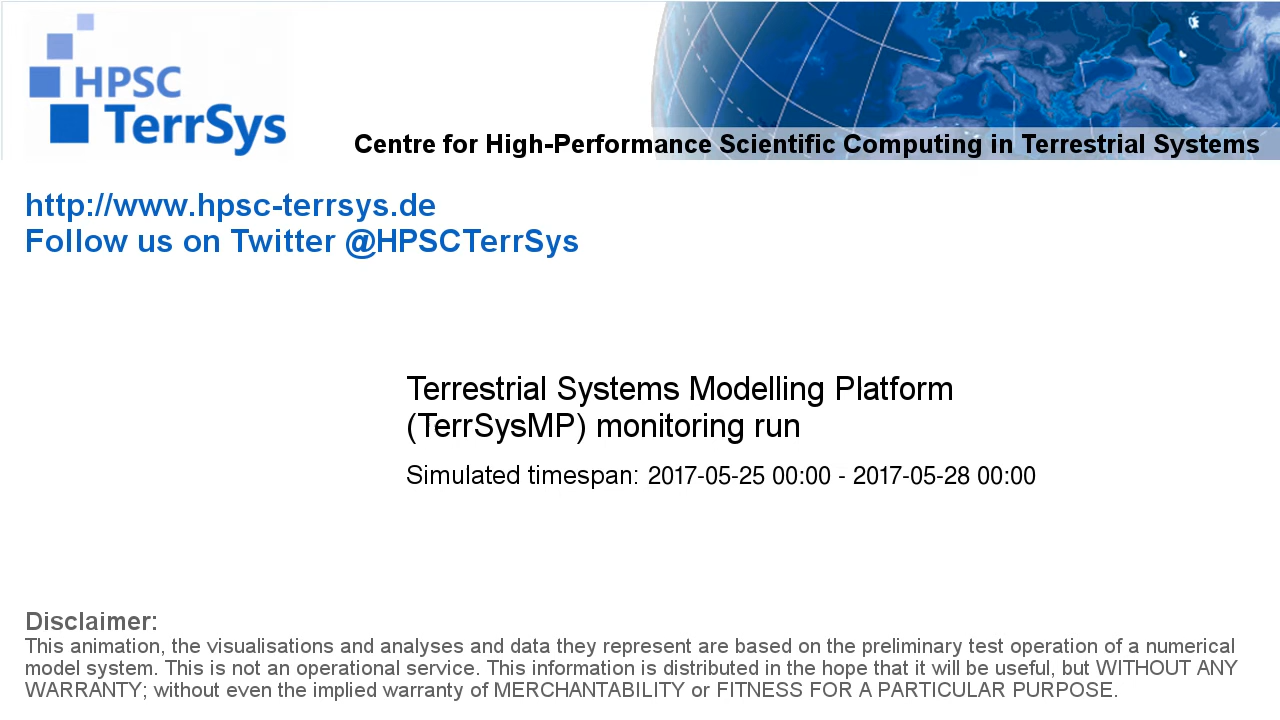 HPSC
TerrSys
Centre for High-Performance Scientific Computing in Terrestrial Systems
http://www.hpsc-terrsys.de
Follow us on Twitter @HPSCTerrSys
Terrestrial Systems Modelling Platform
(TerrSysMP) monitoring run
Simulated timespan: 2017-05-25 00:00 - 2017-05-28 00:00
Disclaimer:
This animation, the visualisations and analyses and data they represent are based on the preliminary test operation of a numerical
model system. This is not an operational service. This information is distributed in the hope that it will be useful, but WITHOUT ANY
WARRANTY; without even the implied warranty of MERCHANTABILITY or FITNESS FOR A PARTICULAR PURPOSE.